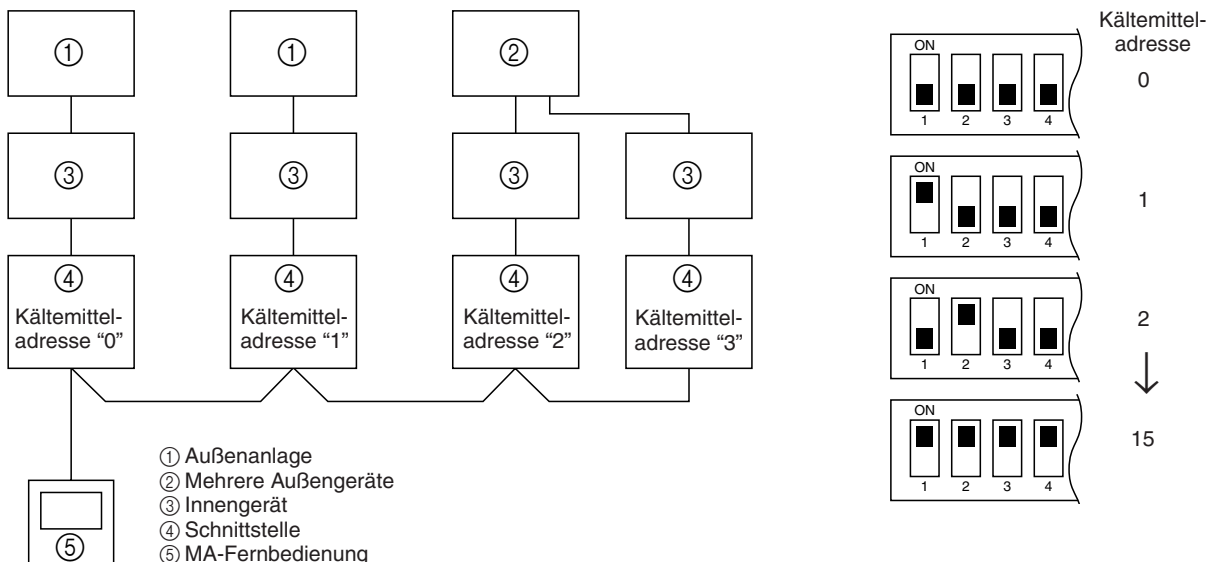 ① ① ②
③ ③ ③ ③
④ ④ ④ ④
Kältemittel-
adresse “0”
Kältemittel-
adresse “1”
Kältemittel-
adresse “2”
Kältemittel-
adresse “3”
⑤
① Außenanlage
② Mehrere Außengeräte
③ Innengerät
④ Schnittstelle
⑤ MA-Fernbedienung
Kältemittel-
adresse
ON
1 2 3 4
0
ON
1 2 3 4
1
ON
1 2 3 4
2
ON
1 2 3 4
15